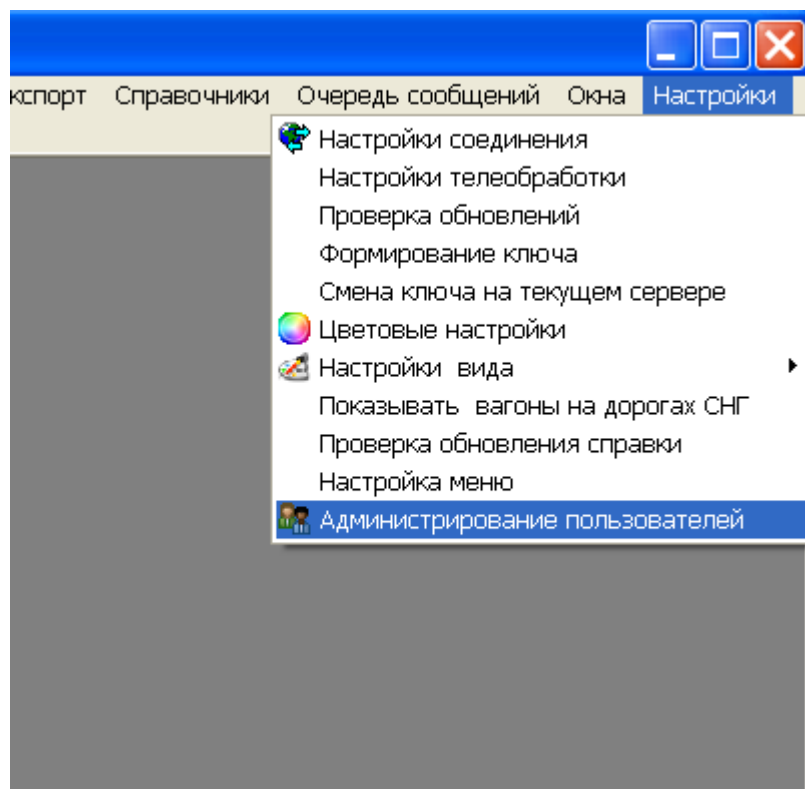 кспорт Справочники Очередь сообщений Окна Настройки
Настройки соединения
Настройки телеобработки
Проверка обновлений
Формирование ключа
Смена ключа на текущем сервере
Цветовые настройки
Настройки вида
Показывать вагоны на дорогах СНГ
Проверка обновления справки
Настройка меню
Администрирование пользователей